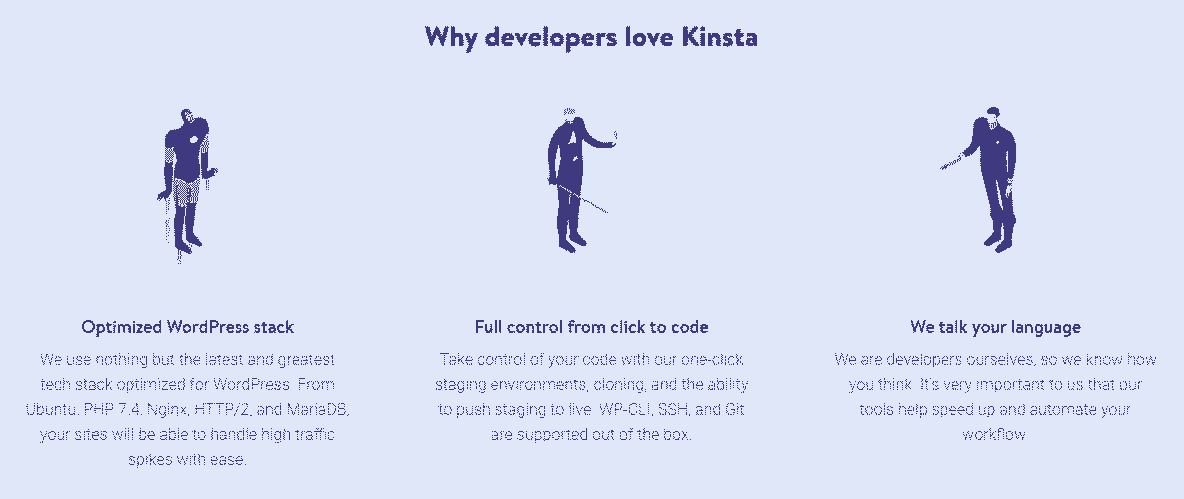 Why developers love Kinsta
Optimized WordPress stack
We use nothing but the latest and greatest
tech stack optimized for WordPress. From
Ubuntu, PHP 7.4, Nginx, HTTP/2, and MariaDB,
your sites will be able to handle high traffic
spikes with ease.
Full control from click to code
Take control of your code with our one-click
staging environments, cloning, and the ability
to push staging to live. WP-CLI, SSH, and Git
are supported out of the box.
We talk your language
We are developers ourselves, so we know how
you think. It's very important to us that our
tools help speed up and automate your
workflow.